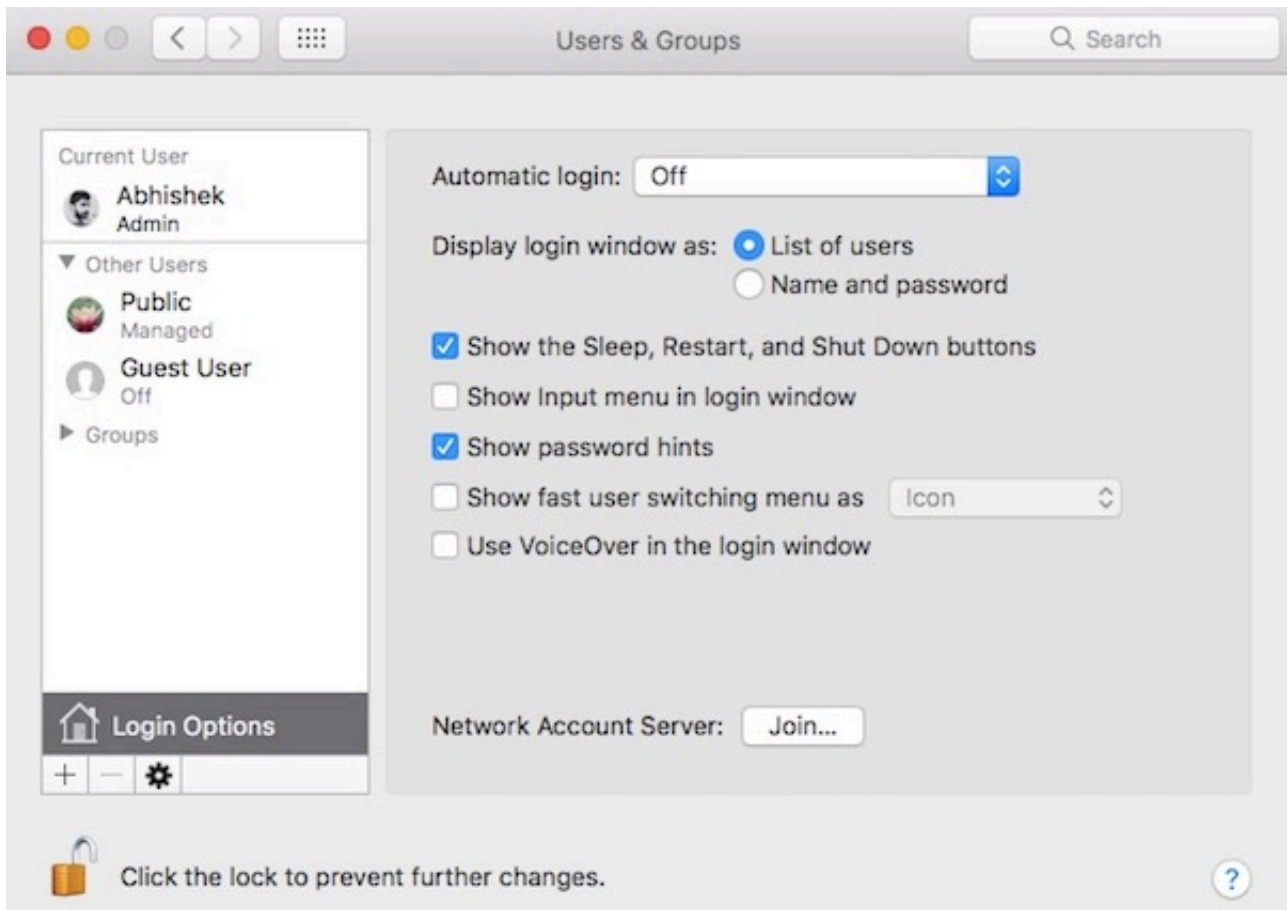 Users & Groups
Search
Current User
Abhishek
Admin
Other Users
Public
Managed
Guest User
Off
Groups
Login Options
Automatic login: Off
Display login window as: List of users
Name and password
Show the Sleep, Restart, and Shut Down buttons
Show Input menu in login window
Show password hints
Show fast user switching menu as Icon
Use VoiceOver in the login window
Network Account Server: Join...
Click the lock to prevent further changes.
?